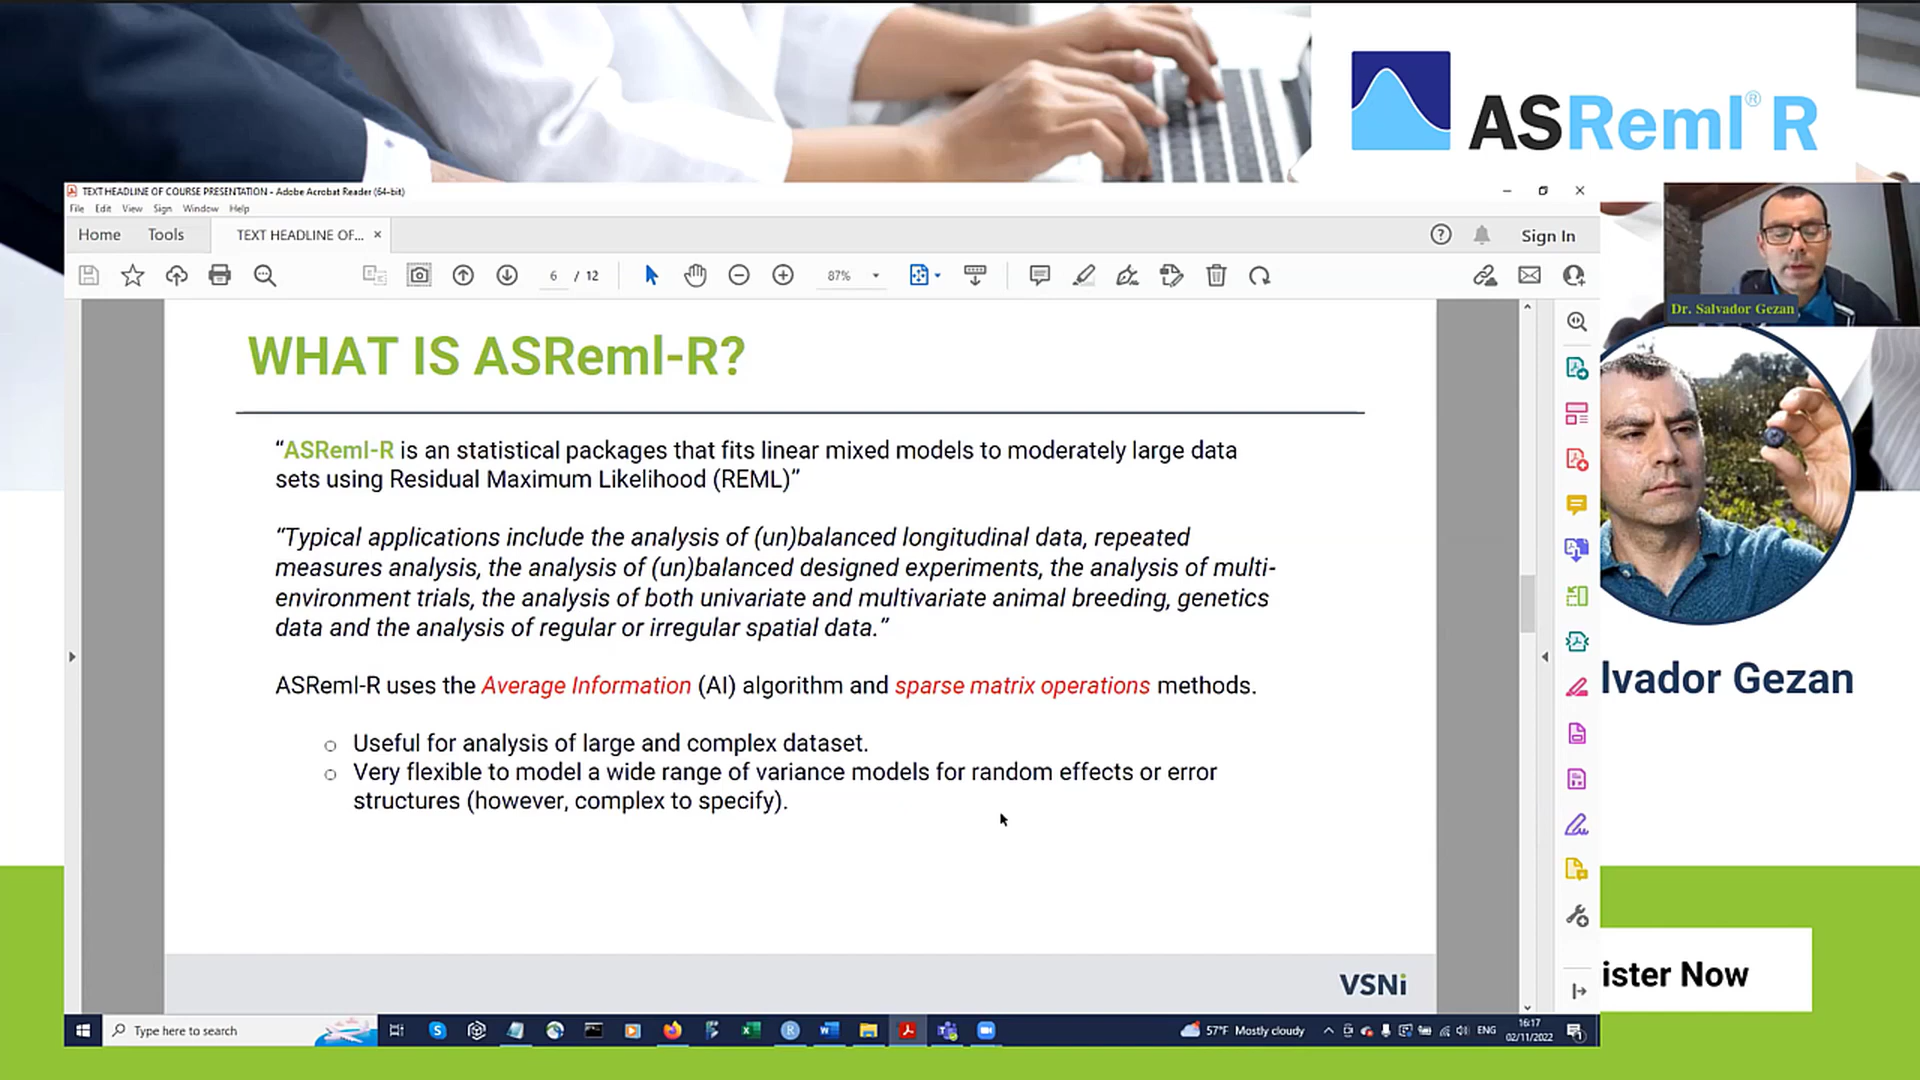 ASReml® R
TEXT HEADLINE OF COURSE PRESENTATION - Adobe Acrobat Reader (64-bit)
File Edit View Sign Window Help
Home Tools TEXT HEADLINE OF... ×
Sign In
6 / 12
87%
Dr. Salvador Gezan
WHAT IS ASReml-R?
“ASReml-R is an statistical packages that fits linear mixed models to moderately large data
sets using Residual Maximum Likelihood (REML)”
“Typical applications include the analysis of (un)balanced longitudinal data, repeated
measures analysis, the analysis of (un)balanced designed experiments, the analysis of multi-
environment trials, the analysis of both univariate and multivariate animal breeding, genetics
data and the analysis of regular or irregular spatial data.”
ASReml-R uses the Average Information (AI) algorithm and sparse matrix operations methods.
○ Useful for analysis of large and complex dataset.
○ Very flexible to model a wide range of variance models for random effects or error
structures (however, complex to specify).
lvador Gezan
ister Now
VSNi
Type here to search
57°F Mostly cloudy
ENG
16:17
02/11/2022